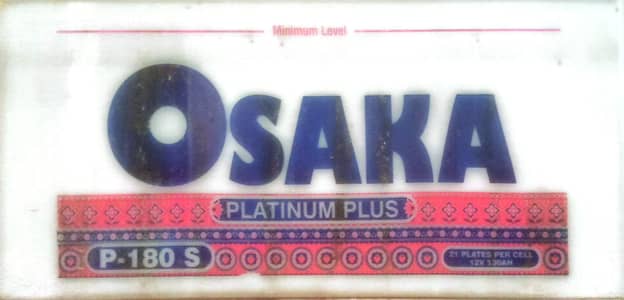 Minimum Level
OSAKA
PLATINUM PLUS
P-180 S
21 PLATES PER CELL
12V 130AH